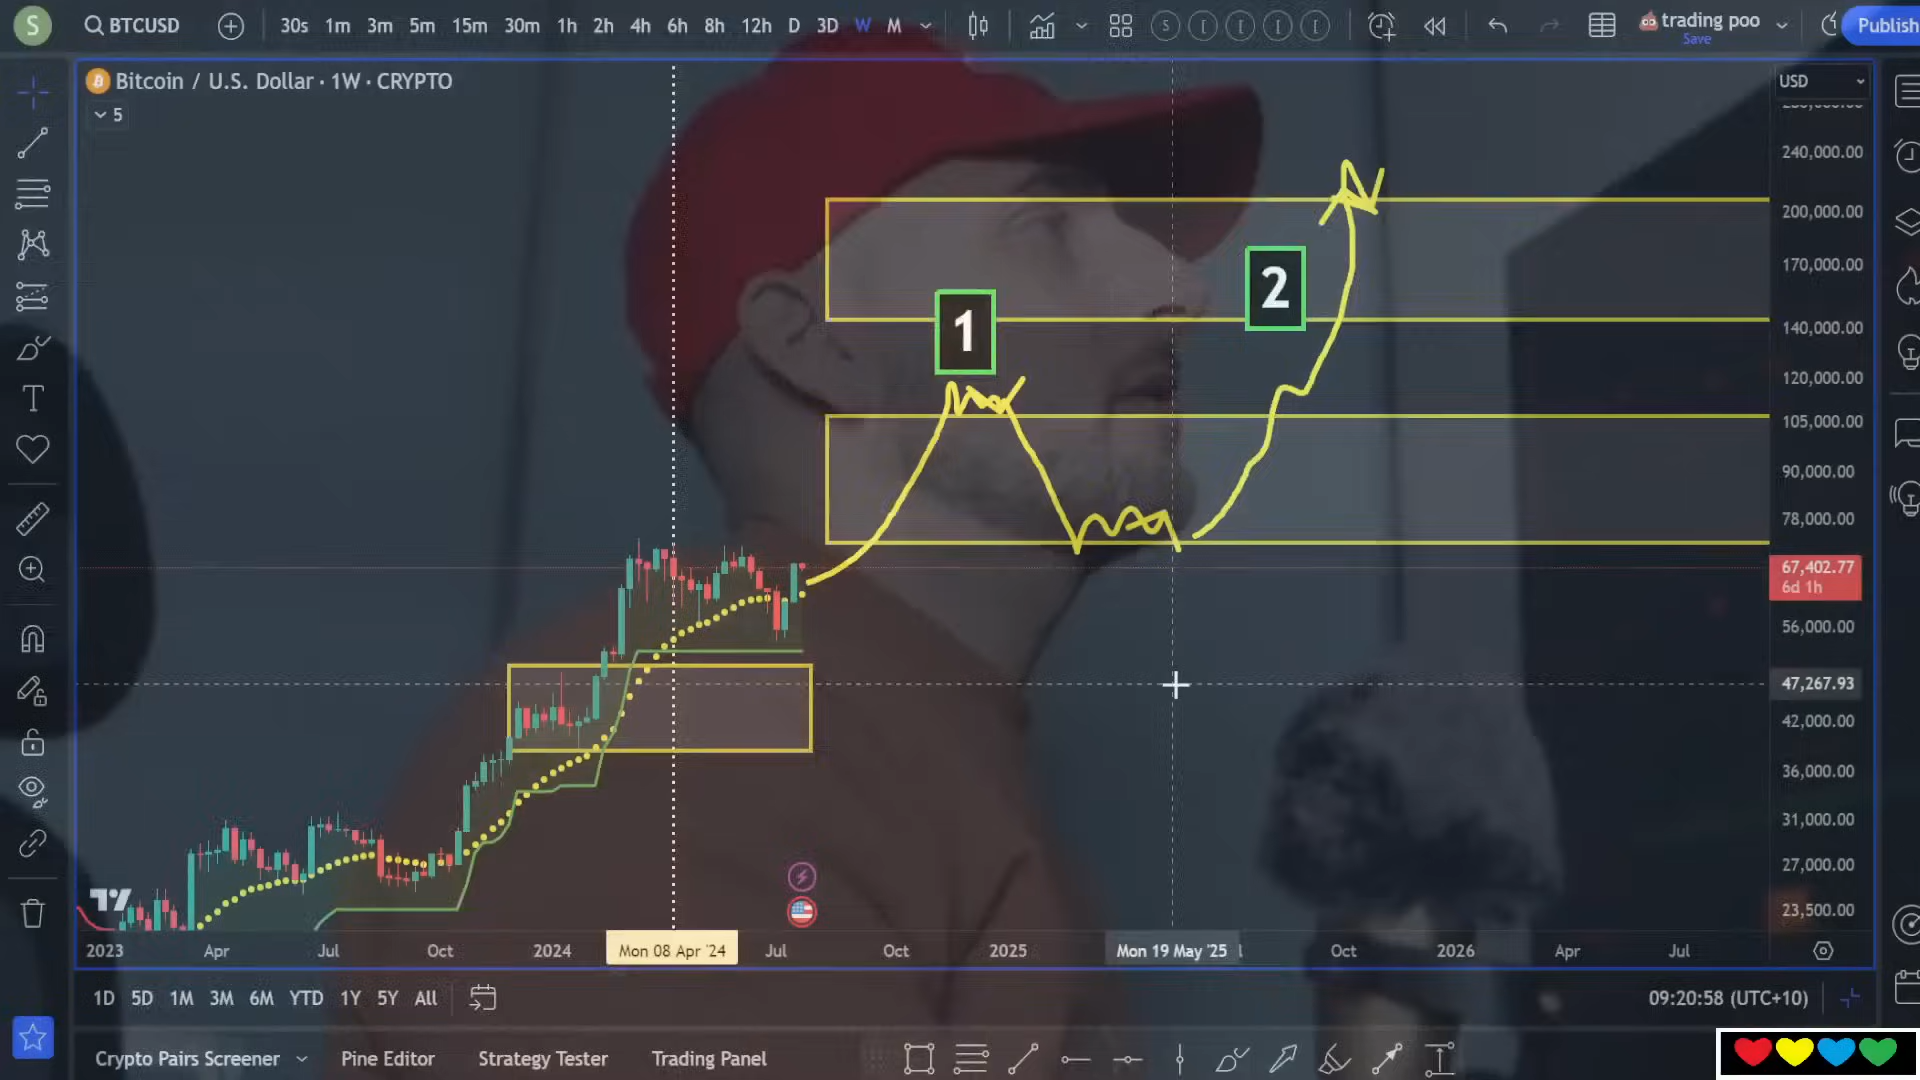 S
BTCUSD
30s 1m 3m 5m 15m 30m 1h 2h 4h 6h 8h 12h D 3D W M
S
trading poo
Save
Publish
Bitcoin / U.S. Dollar · 1W · CRYPTO
5
USD
240,000.00
200,000.00
170,000.00
140,000.00
120,000.00
105,000.00
90,000.00
78,000.00
67,402.77
6d 1h
56,000.00
47,267.93
42,000.00
36,000.00
31,000.00
27,000.00
23,500.00
1
2
2023 Apr Jul Oct 2024 Mon 08 Apr '24 Jul Oct 2025 Mon 19 May '25 Oct 2026 Apr Jul
1D 5D 1M 3M 6M YTD 1Y 5Y All
09:20:58 (UTC+10)
Crypto Pairs Screener Pine Editor Strategy Tester Trading Panel